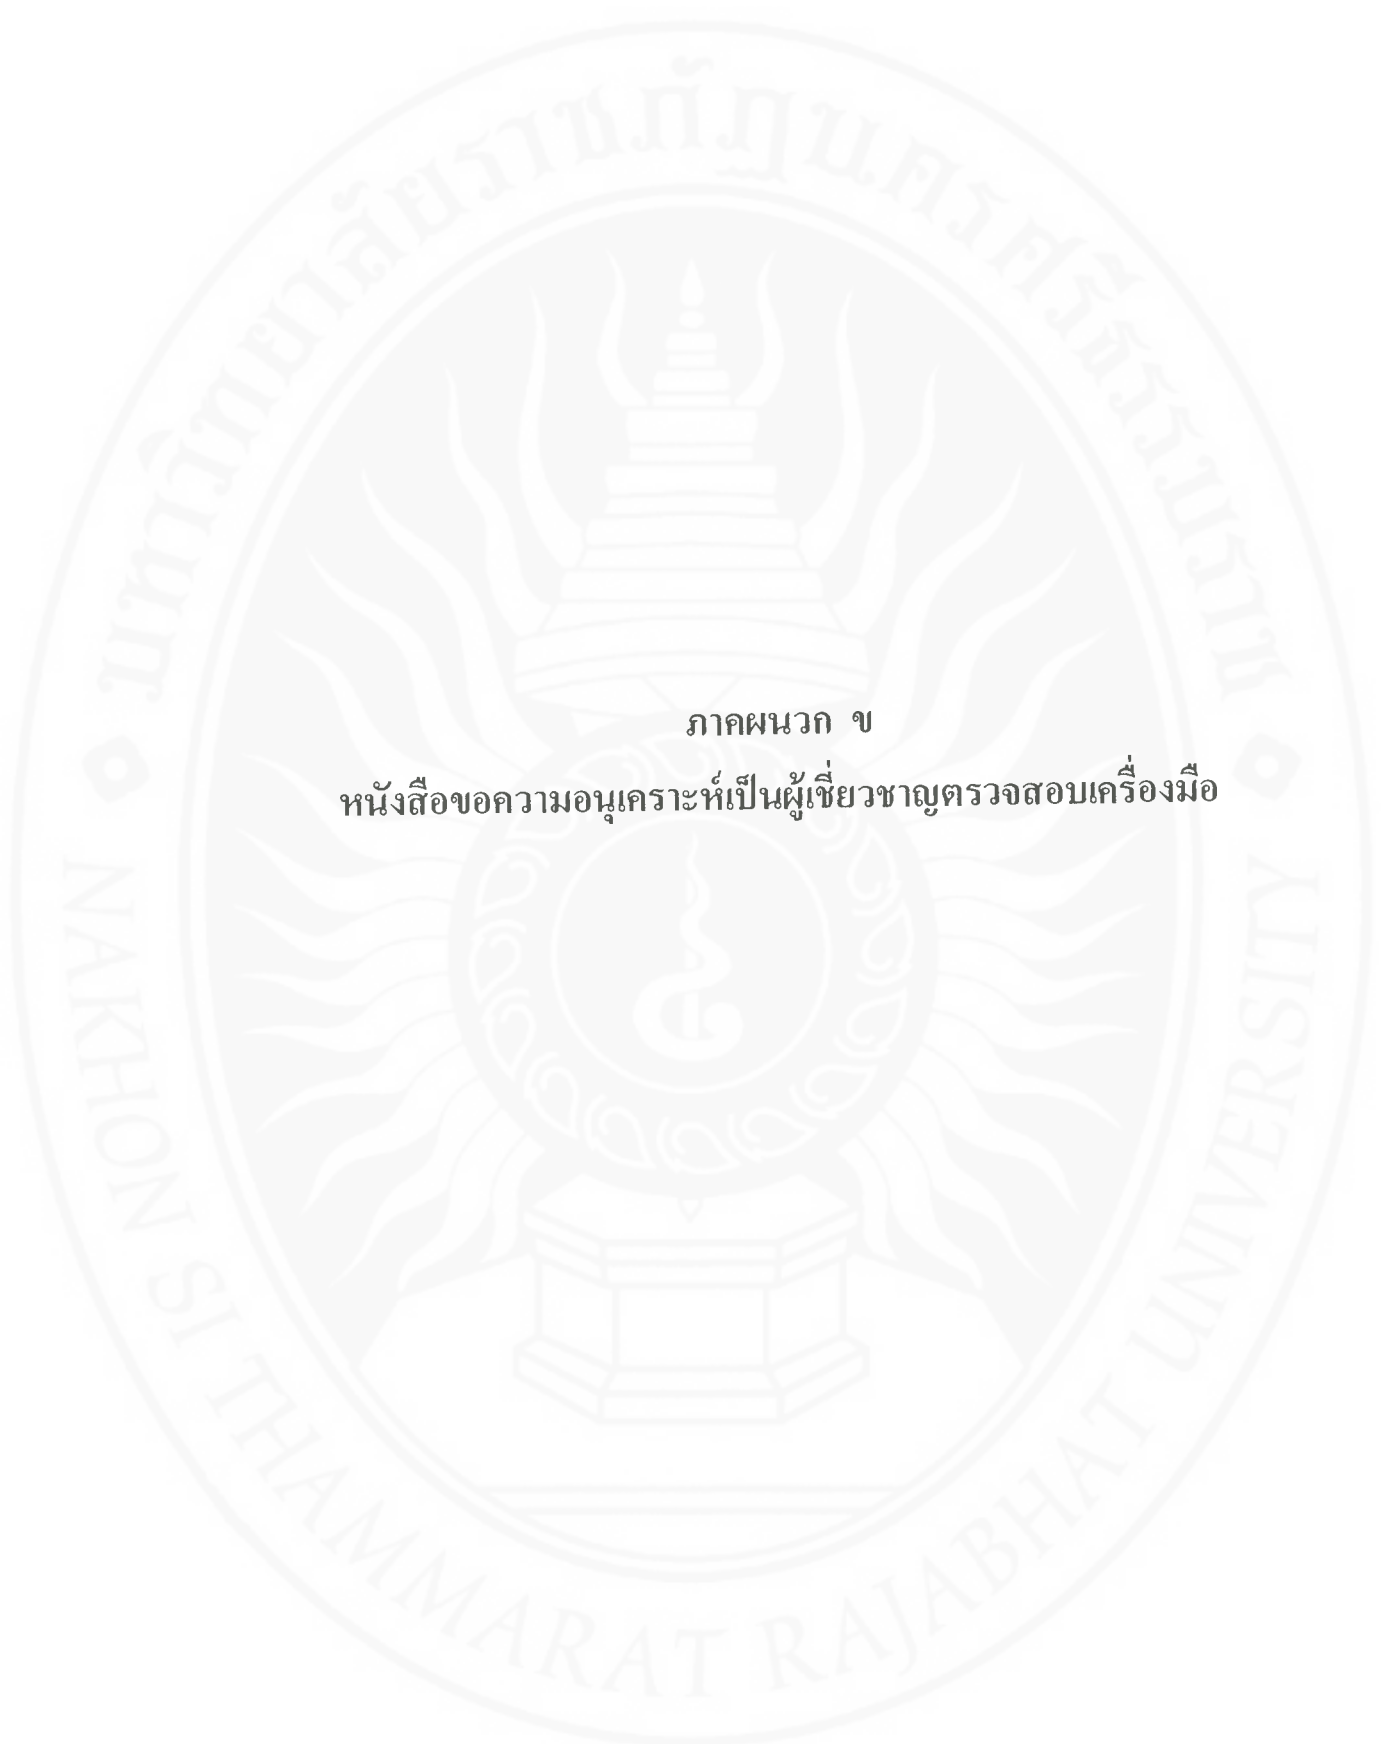 มหาวิทยาลัยราชภัฏนครศรีธรรมราช
ภาคผนวก ข
หนังสือขอความอนุเคราะห์เป็นผู้เชี่ยวชาญตรวจสอบเครื่องมือ
NAKHON SI THAMMARAT RAJABHAT UNIVERSITY